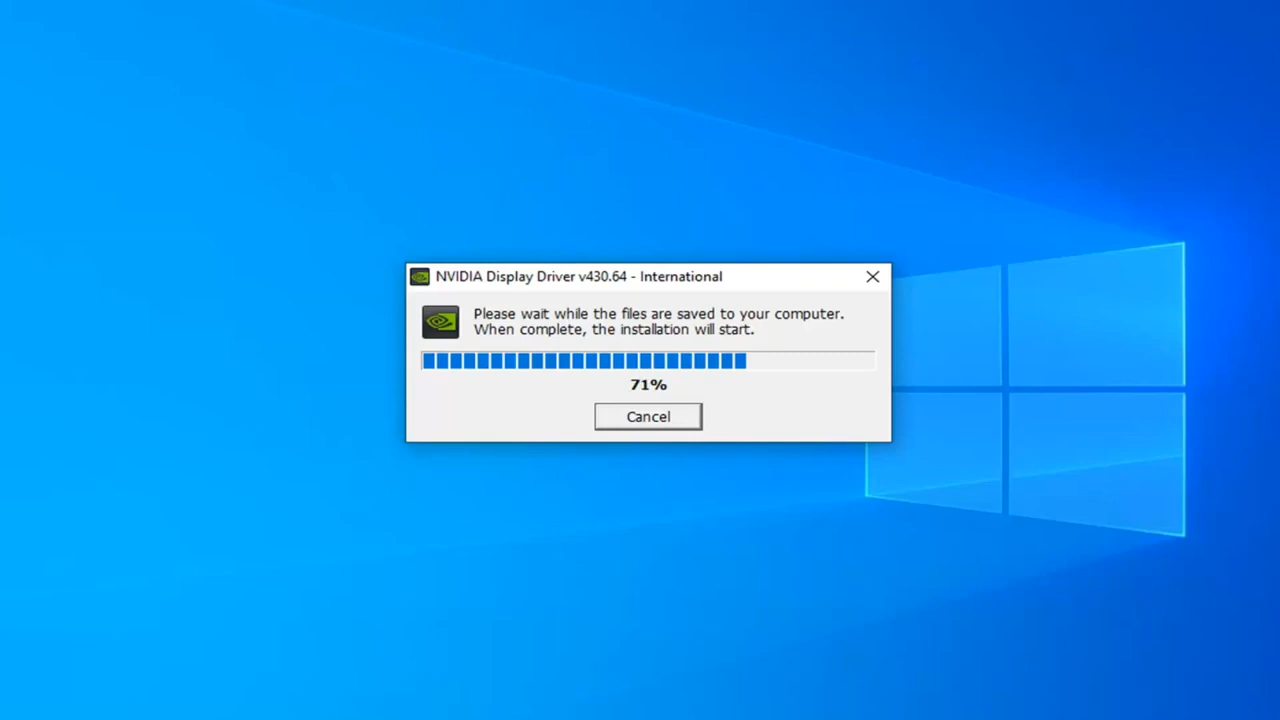 NVIDIA Display Driver v430.64 - International
Please wait while the files are saved to your computer.
When complete, the installation will start.
71%
Cancel